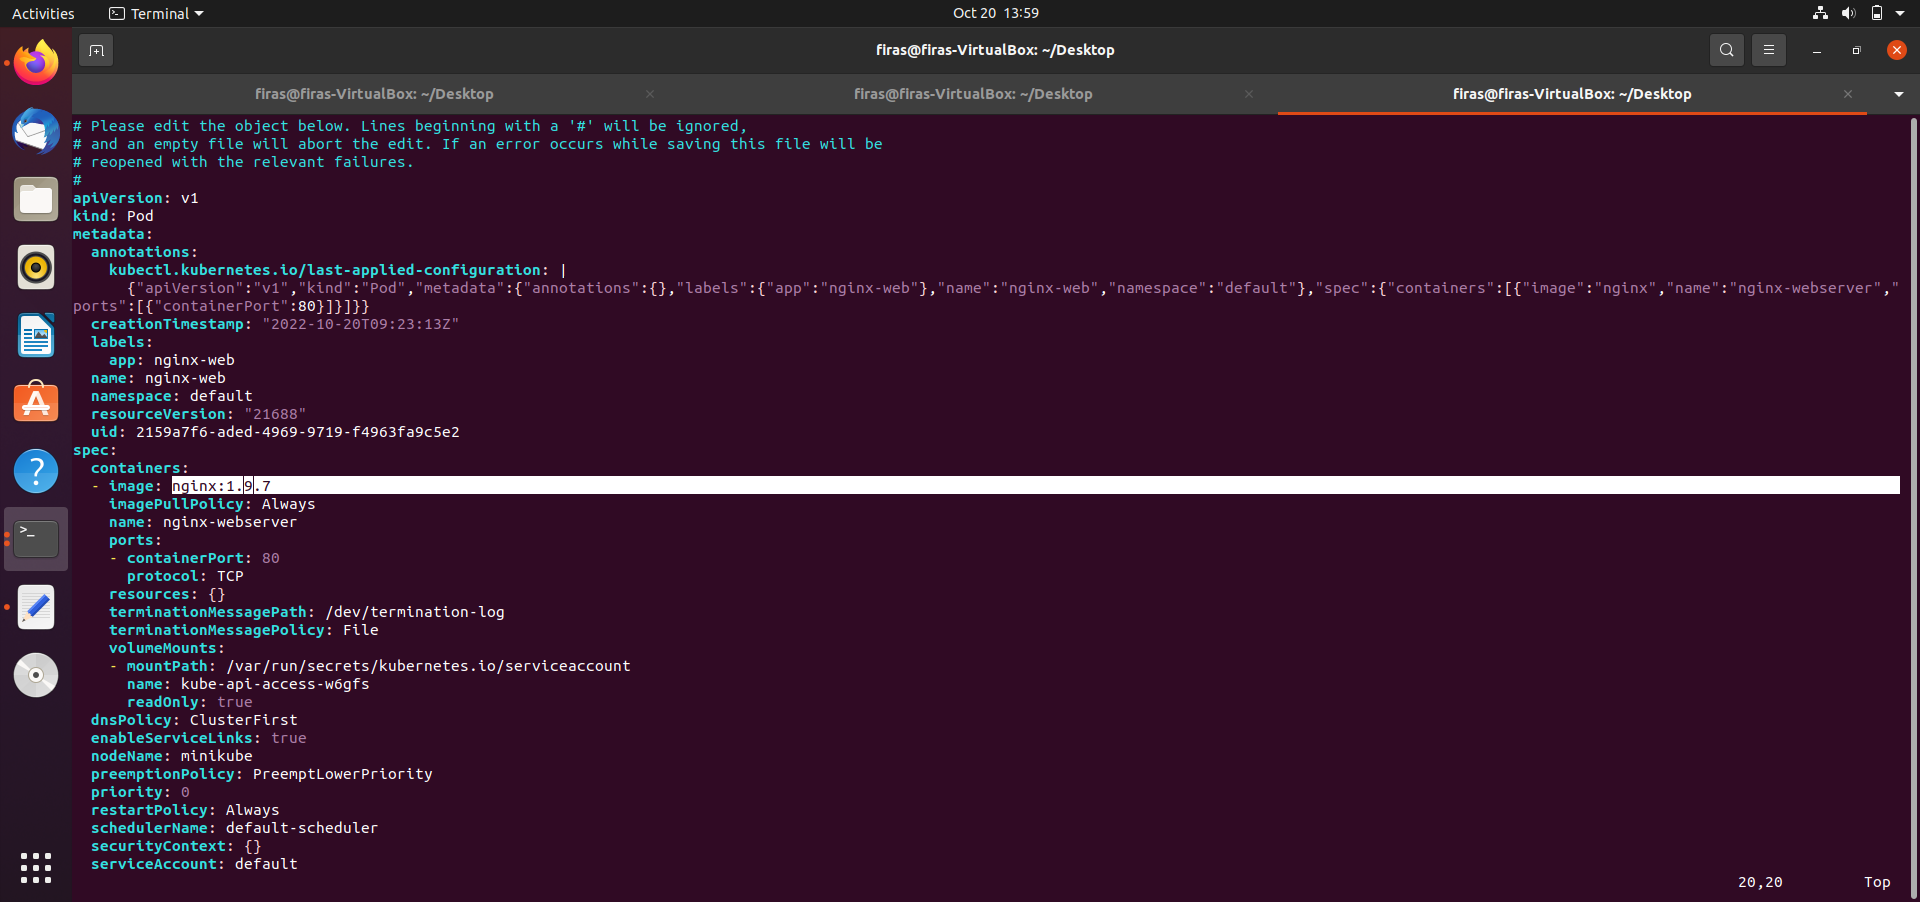 Activities
Terminal
Oct 20 13:59
firas@firas-VirtualBox: ~/Desktop
firas@firas-VirtualBox: ~/Desktop
firas@firas-VirtualBox: ~/Desktop
firas@firas-VirtualBox: ~/Desktop
# Please edit the object below. Lines beginning with a '#' will be ignored,
# and an empty file will abort the edit. If an error occurs while saving this file will be
# reopened with the relevant failures.
#
apiVersion: v1
kind: Pod
metadata:
  annotations:
    kubectl.kubernetes.io/last-applied-configuration: |
      {"apiVersion":"v1","kind":"Pod","metadata":{"annotations":{},"labels":{"app":"nginx-web"},"name":"nginx-web","namespace":"default"},"spec":{"containers":[{"image":"nginx","name":"nginx-webserver","
ports":[{"containerPort":80}]}]}}
  creationTimestamp: "2022-10-20T09:23:13Z"
  labels:
    app: nginx-web
  name: nginx-web
  namespace: default
  resourceVersion: "21688"
  uid: 2159a7f6-aded-4969-9719-f4963fa9c5e2
spec:
  containers:
  - image: nginx:1.9.7
    imagePullPolicy: Always
    name: nginx-webserver
    ports:
    - containerPort: 80
      protocol: TCP
    resources: {}
    terminationMessagePath: /dev/termination-log
    terminationMessagePolicy: File
    volumeMounts:
    - mountPath: /var/run/secrets/kubernetes.io/serviceaccount
      name: kube-api-access-w6gfs
      readOnly: true
  dnsPolicy: ClusterFirst
  enableServiceLinks: true
  nodeName: minikube
  preemptionPolicy: PreemptLowerPriority
  priority: 0
  restartPolicy: Always
  schedulerName: default-scheduler
  securityContext: {}
  serviceAccount: default
20,20 Top